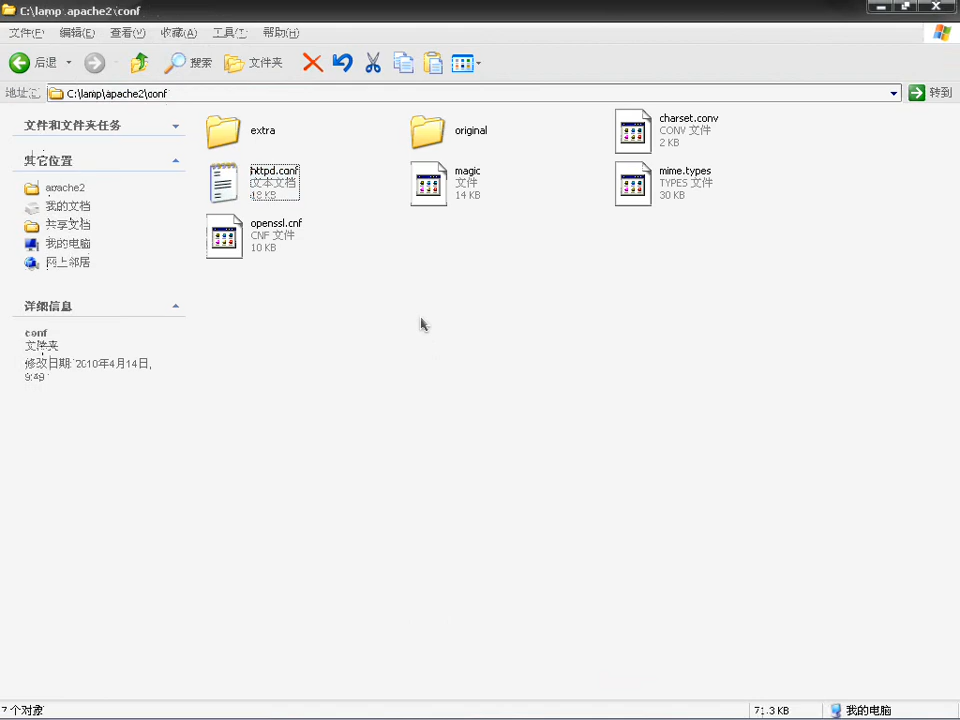 C:\lamp\apache2\conf
文件(F) 编辑(E) 查看(V) 收藏(A) 工具(T) 帮助(H)
后退 搜索 文件夹
地址(D) C:\lamp\apache2\conf 转到
文件和文件夹任务
其它位置
apache2
我的文档
共享文档
我的电脑
网上邻居
详细信息
conf
文件夹
修改日期: 2010年4月14日,
extra
original
charset.conv
CONV 文件
2 KB
httpd.conf
文本文档
18 KB
magic
文件
14 KB
mime.types
TYPES 文件
30 KB
openssl.cnf
CNF 文件
10 KB
7 个对象 71.3 KB 我的电脑